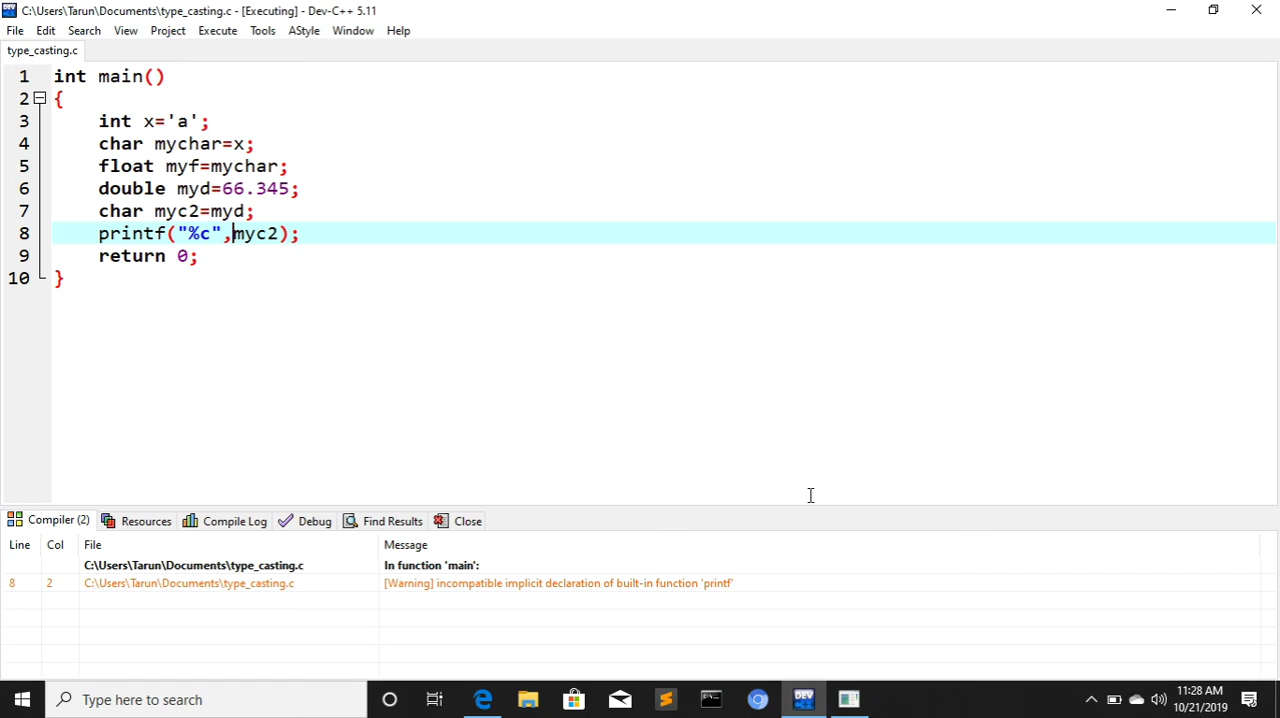 C:\Users\Tarun\Documents\type_casting.c - [Executing] - Dev-C++ 5.11
File Edit Search View Project Execute Tools AStyle Window Help
type_casting.c
1 int main()
2 {
3 int x='a';
4 char mychar=x;
5 float myf=mychar;
6 double myd=66.345;
7 char myc2=myd;
8 printf("%c",myc2);
9 return 0;
10 }
Compiler (2) Resources Compile Log Debug Find Results Close
Line Col File Message
C:\Users\Tarun\Documents\type_casting.c In function 'main':
8 2 C:\Users\Tarun\Documents\type_casting.c [Warning] incompatible implicit declaration of built-in function 'printf'
Type here to search
DEV
11:28 AM
10/21/2019